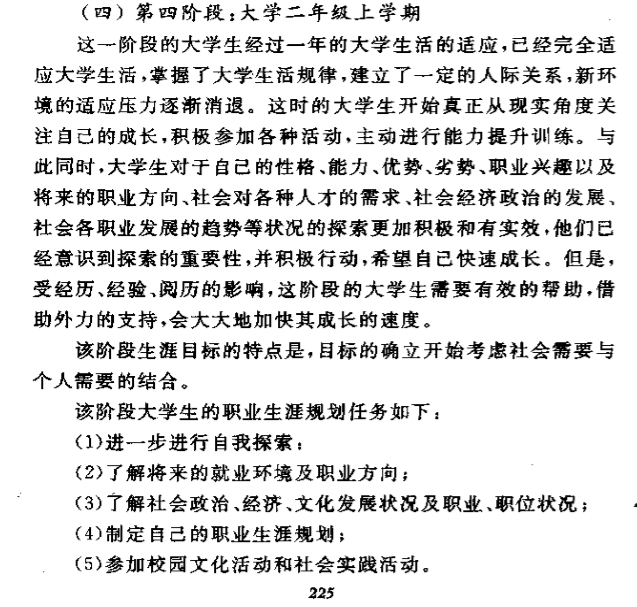 (四)第四阶段:大学二年级上学期
这一阶段的大学生经过一年的大学生活的适应,已经完全适
应大学生活,掌握了大学生活规律,建立了一定的人际关系,新环
境的适应压力逐渐消退。这时的大学生开始真正从现实角度关
注自己的成长,积极参加各种活动,主动进行能力提升训练。与
此同时,大学生对于自己的性格、能力、优势、劣势、职业兴趣以及
将来的职业方向、社会对各种人才的需求、社会经济政治的发展、
社会各职业发展的趋势等状况的探索更加积极和有实效,他们已
经意识到探索的重要性,并积极行动,希望自己快速成长。但是,
受经历、经验、阅历的影响,这阶段的大学生需要有效的帮助,借
助外力的支持,会大大地加快其成长的速度。
该阶段生涯目标的特点是,目标的确立开始考虑社会需要与
个人需要的结合。
该阶段大学生的职业生涯规划任务如下:
(1)进一步进行自我探索;
(2)了解将来的就业环境及职业方向;
(3)了解社会政治、经济、文化发展状况及职业、职位状况;
(4)制定自己的职业生涯规划;
(5)参加校园文化活动和社会实践活动。
225